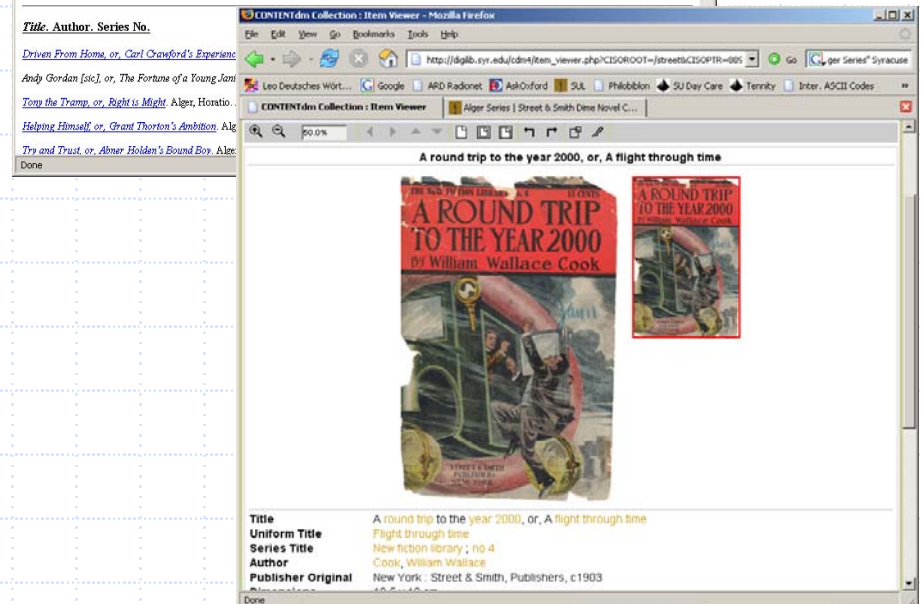 Title. Author. Series No.
Driven From Home, or, Carl Crawford's Experienc
Andy Gordon [sic], or, The Fortune of a Young Jani
Tony the Tramp, or, Right is Might. Alger, Horatio.
Helping Himself, or, Grant Thorton's Ambition. Alg
Try and Trust, or, Abner Holden's Bound Boy. Alge
Done
CONTENTdm Collection : Item Viewer - Mozilla Firefox
File Edit View Go Bookmarks Tools Help
http://digilib.syr.edu/cdm4/item_viewer.php?CISOROOT=/street&CISOPTR=885 Go ger Series" Syracuse
Leo Deutsches Wört... Google ARD Radionet AskOxford SUL Philobiblon SU Day Care Tennity Inter. ASCII Codes
CONTENTdm Collection : Item Viewer Alger Series | Street & Smith Dime Novel C...
50.0%
A round trip to the year 2000, or, A flight through time
THE NEW FICTION LIBRARY
A ROUND TRIP
TO THE YEAR 2000
By William Wallace Cook
STREET & SMITH
PUBLISHERS
NEW YORK
A ROUND TRIP
TO THE YEAR 2000
By William Wallace Cook
Title A round trip to the year 2000, or, A flight through time
Uniform Title Flight through time
Series Title New fiction library ; no 4
Author Cook, William Wallace
Publisher Original New York : Street & Smith, Publishers, c1903
Done